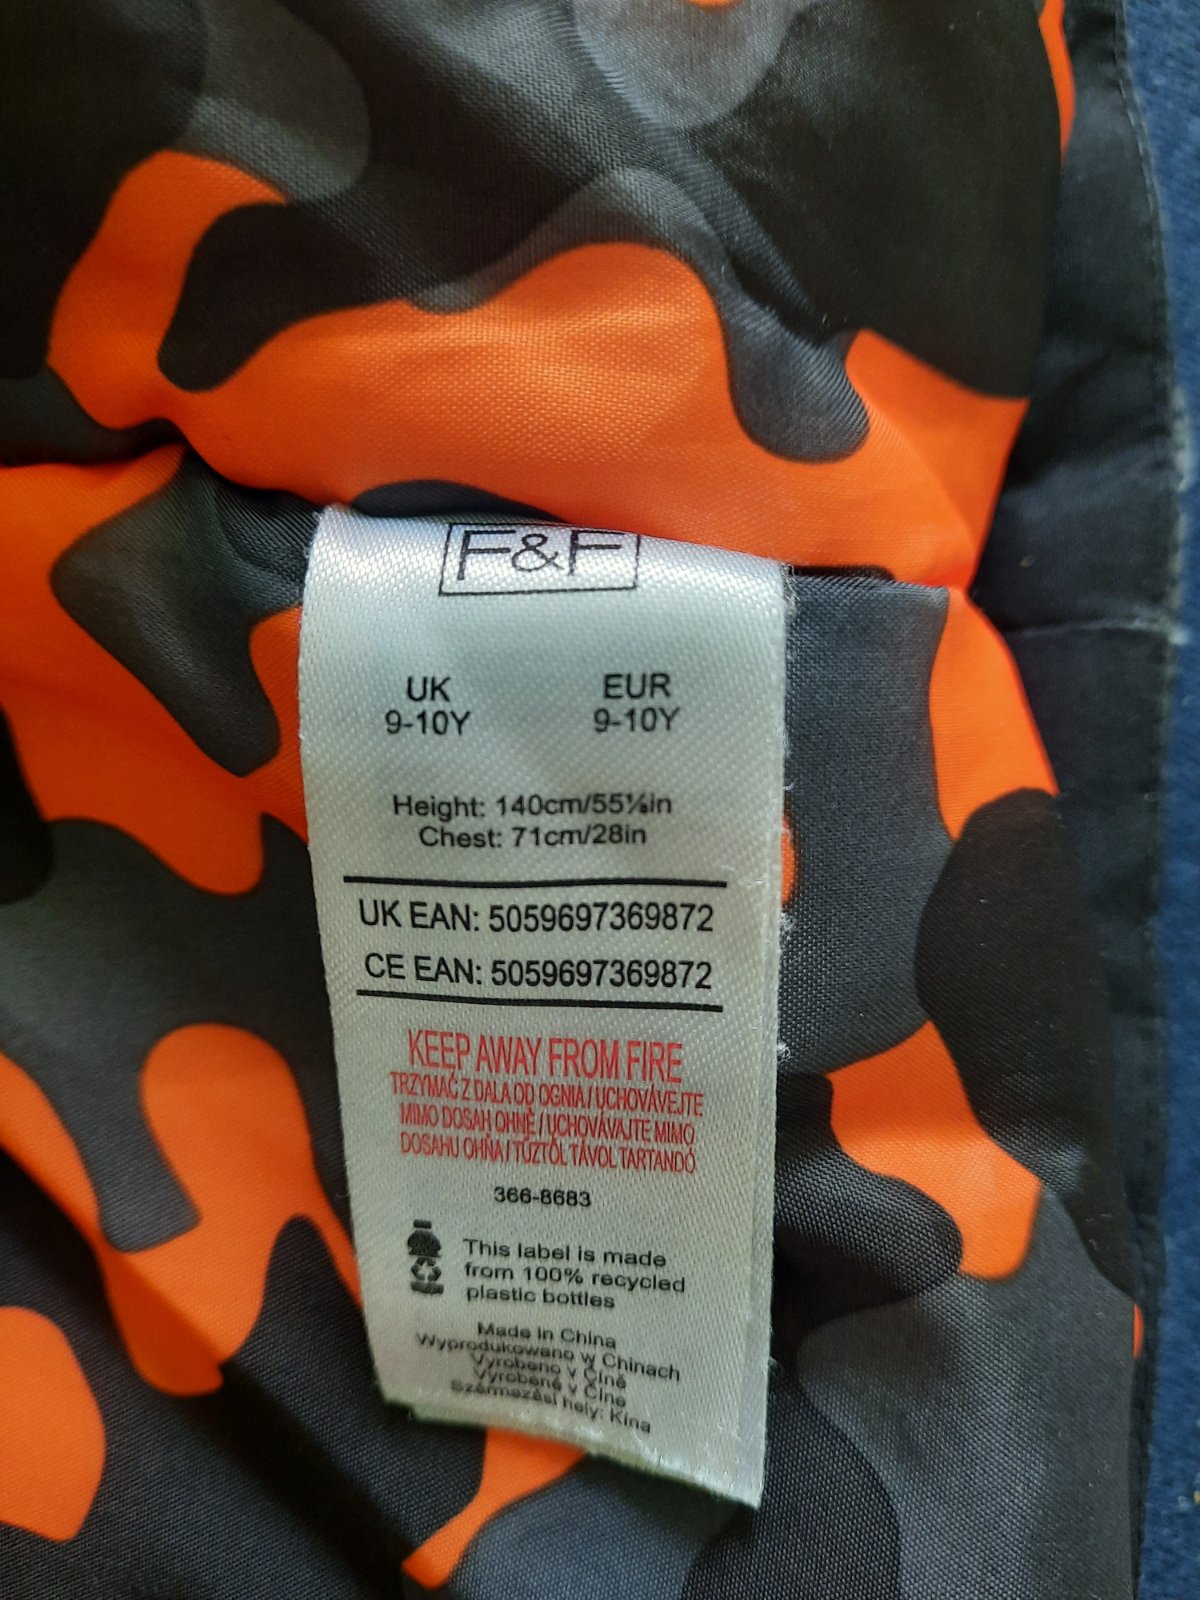 F&F
UK EUR
9-10Y 9-10Y
Height: 140cm/55⅛in
Chest: 71cm/28in
UK EAN: 5059697369872
CE EAN: 5059697369872
KEEP AWAY FROM FIRE
TRZYMAĆ Z DALA OD OGNIA / UCHOVÁVEJTE
MIMO DOSAH OHNĚ / UCHOVÁVAJTE MIMO
DOSAHU OHŇA / TŰZTŐL TÁVOL TARTANDÓ
366-8683
This label is made
from 100% recycled
plastic bottles
Made in China
Wyprodukowano w Chinach
Vyrobeno v Číně
Vyrobené v Číne
Származási hely: Kína